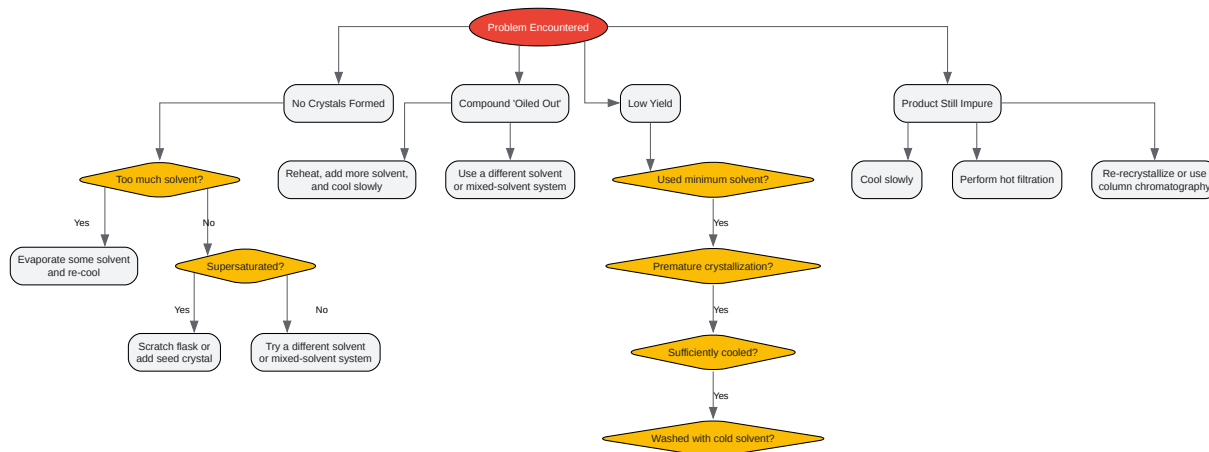 Problem Encountered
No Crystals Formed
Compound 'Oiled Out'
Low Yield
Product Still Impure
Too much solvent?
Reheat, add more solvent,
and cool slowly
Use a different solvent
or mixed-solvent system
Used minimum solvent?
Cool slowly
Perform hot filtration
Re-recrystallize or use
column chromatography
Yes
No
Yes
Evaporate some solvent
and re-cool
Supersaturated?
Premature crystallization?
Yes
No
Yes
Scratch flask or
add seed crystal
Try a different solvent
or mixed-solvent system
Sufficiently cooled?
Yes
Washed with cold solvent?